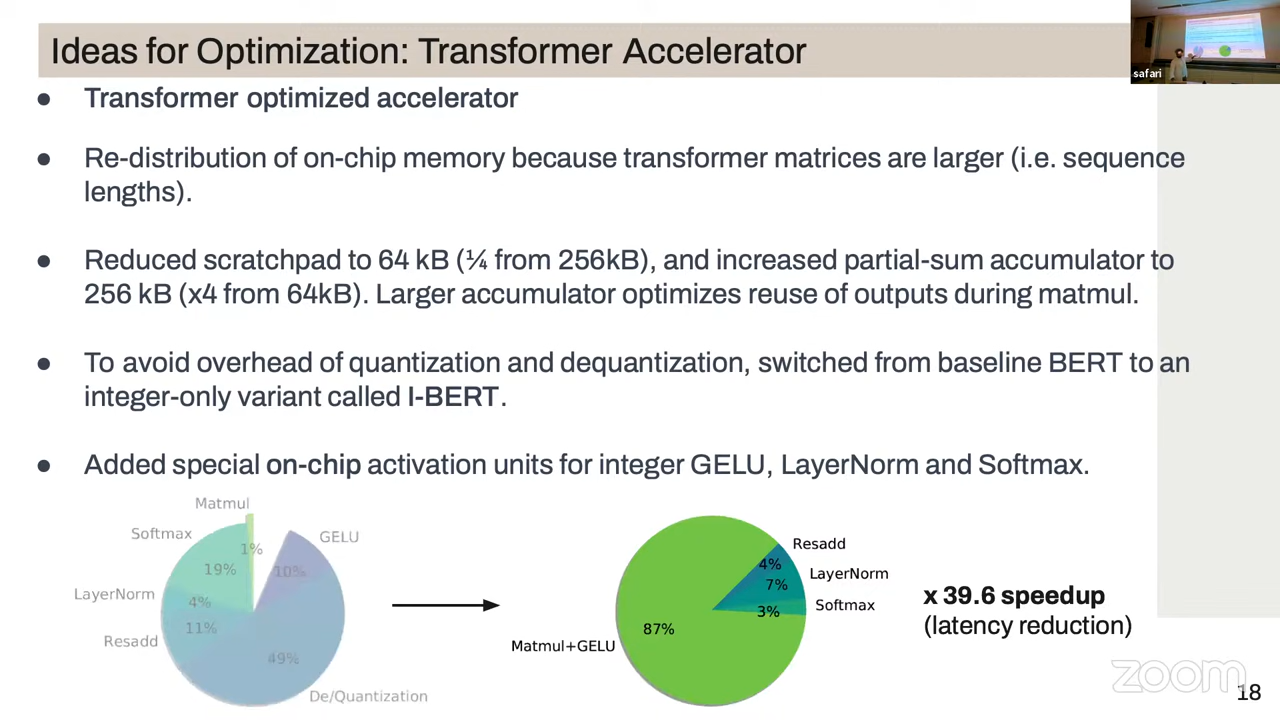 Ideas for Optimization: Transformer Accelerator
safari
● Transformer optimized accelerator
● Re-distribution of on-chip memory because transformer matrices are larger (i.e. sequence
lengths).
● Reduced scratchpad to 64 kB (¼ from 256kB), and increased partial-sum accumulator to
256 kB (x4 from 64kB). Larger accumulator optimizes reuse of outputs during matmul.
● To avoid overhead of quantization and dequantization, switched from baseline BERT to an
integer-only variant called I-BERT.
● Added special on-chip activation units for integer GELU, LayerNorm and Softmax.
Matmul
Softmax
GELU
1%
19%
10%
LayerNorm
4%
11%
Resadd
49%
De/Quantization
Resadd
4%
LayerNorm
7%
Softmax
3%
87%
Matmul+GELU
x 39.6 speedup
(latency reduction)
zoom
18